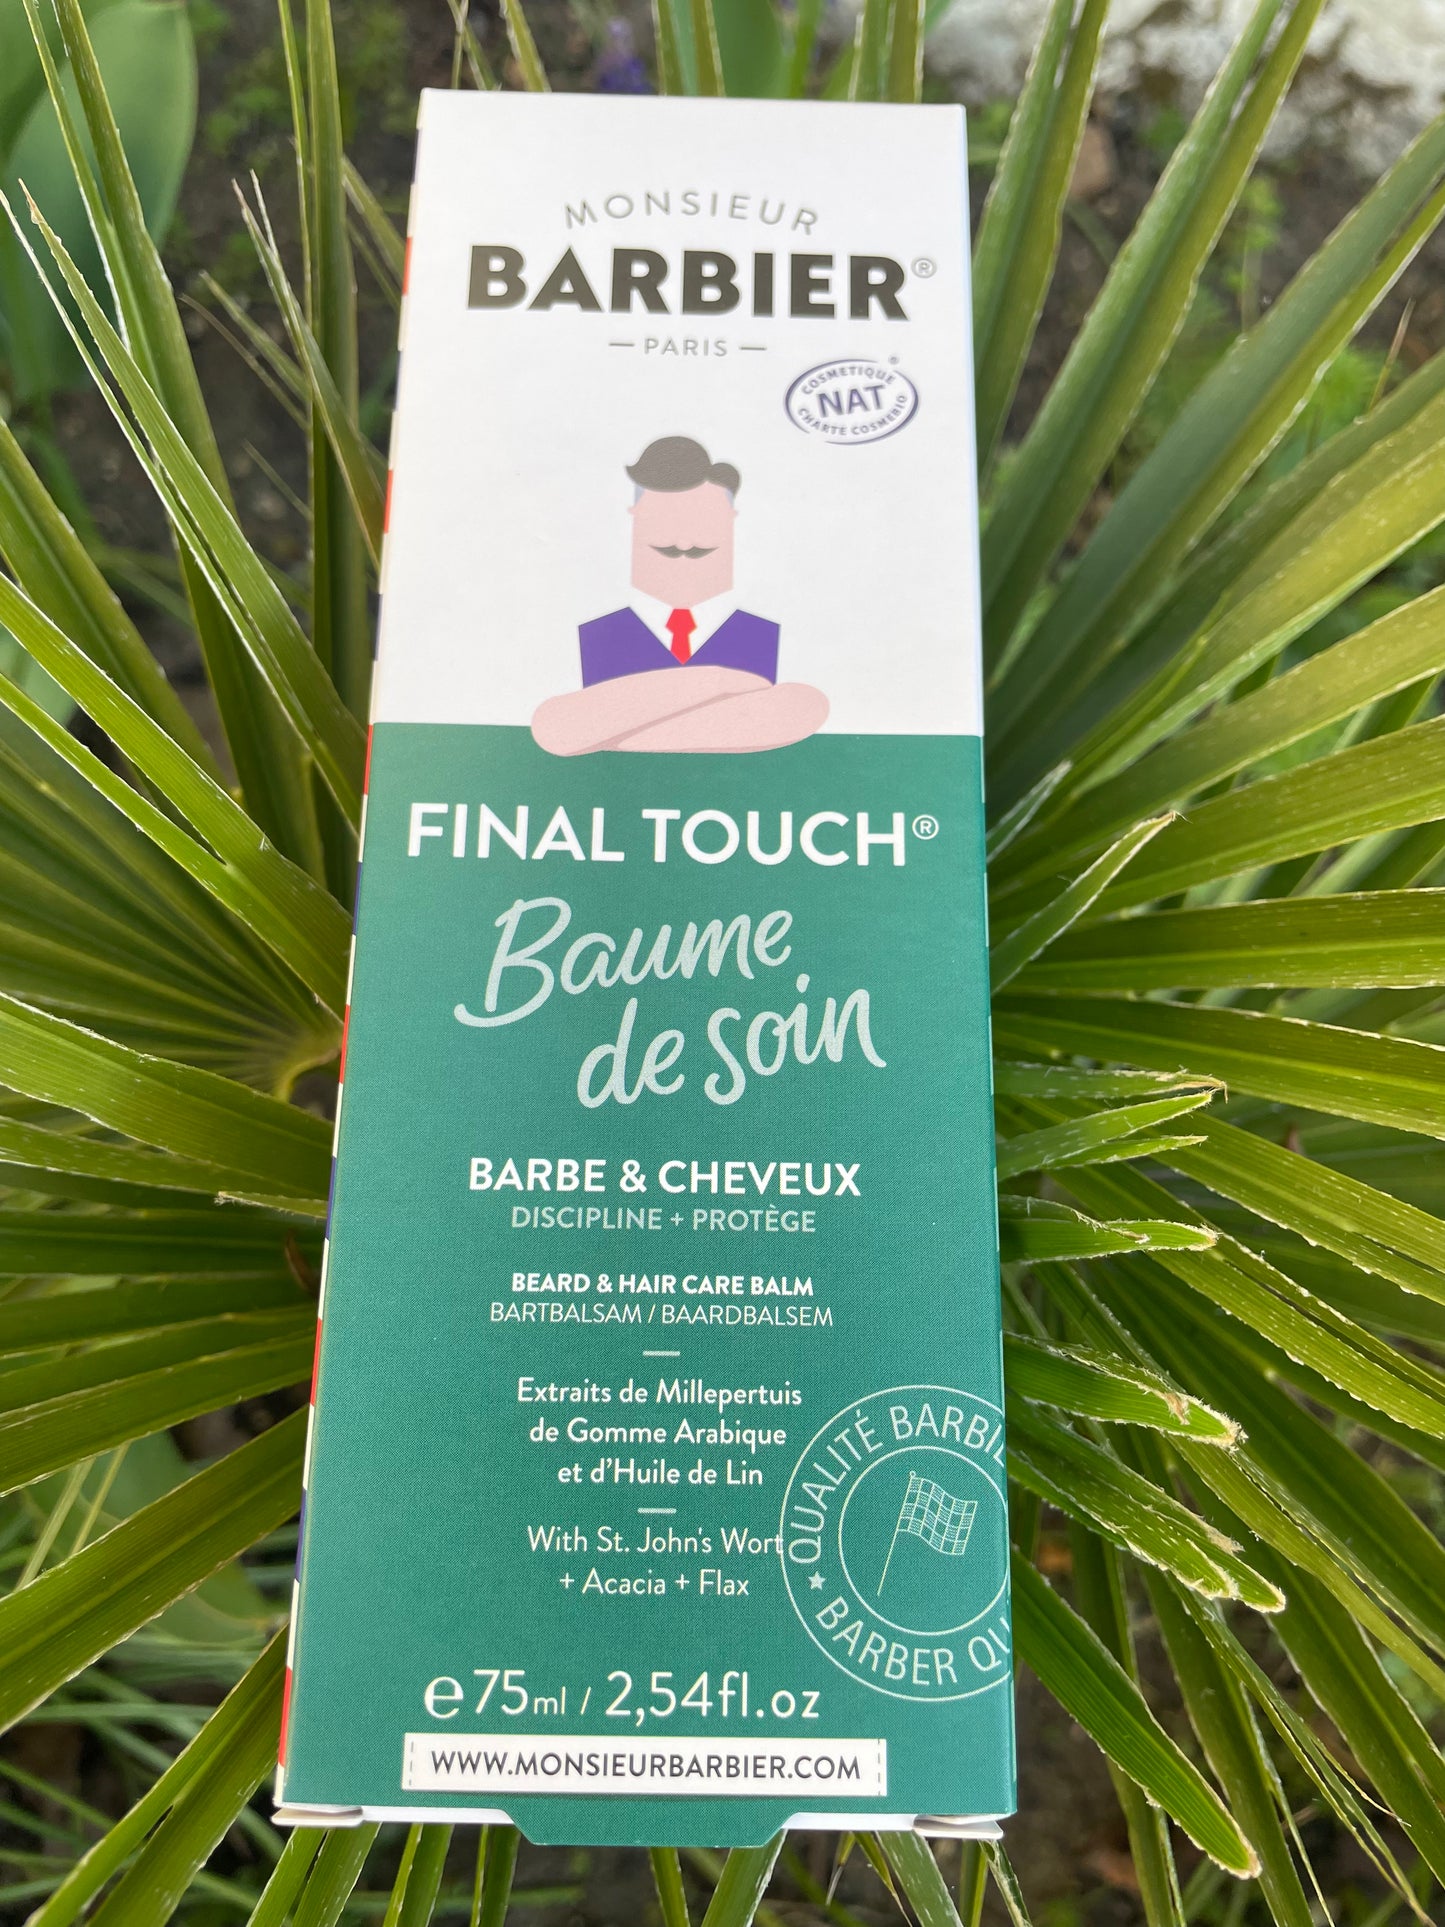 MONSIEUR
BARBIER®
— PARIS —
COSMETIQUE ®
NAT
CHARTE COSMEBIO
FINAL TOUCH®
Baume
de soin
BARBE & CHEVEUX
DISCIPLINE + PROTÈGE
BEARD & HAIR CARE BALM
BARTBALSAM / BAARDBALSEM
Extraits de Millepertuis
de Gomme Arabique
et d'Huile de Lin
With St. John's Wort
+ Acacia + Flax
QUALITÉ BARBI
★ BARBER QU
e75ml / 2,54fl.oz
WWW.MONSIEURBARBIER.COM